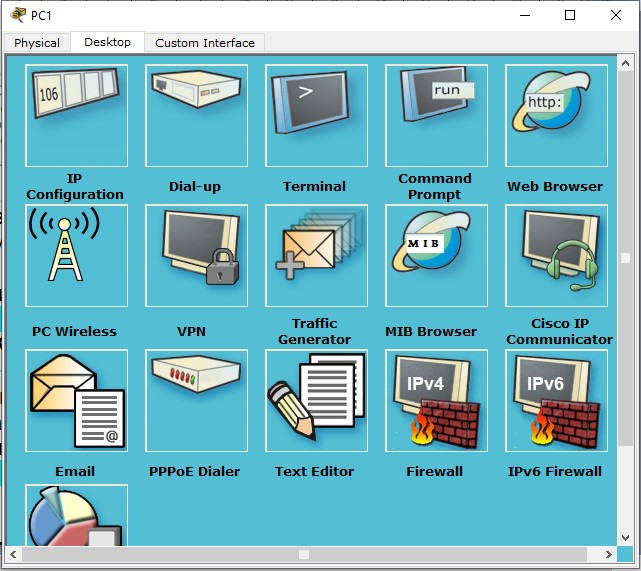 PC1
Physical Desktop Custom Interface
106
>
run
http:
IP
Configuration
Dial-up
Terminal
Command
Prompt
Web Browser
MIB
PC Wireless
VPN
Traffic
Generator
MIB Browser
Cisco IP
Communicator
@
IPv4
IPv6
Email
PPPoE Dialer
Text Editor
Firewall
IPv6 Firewall